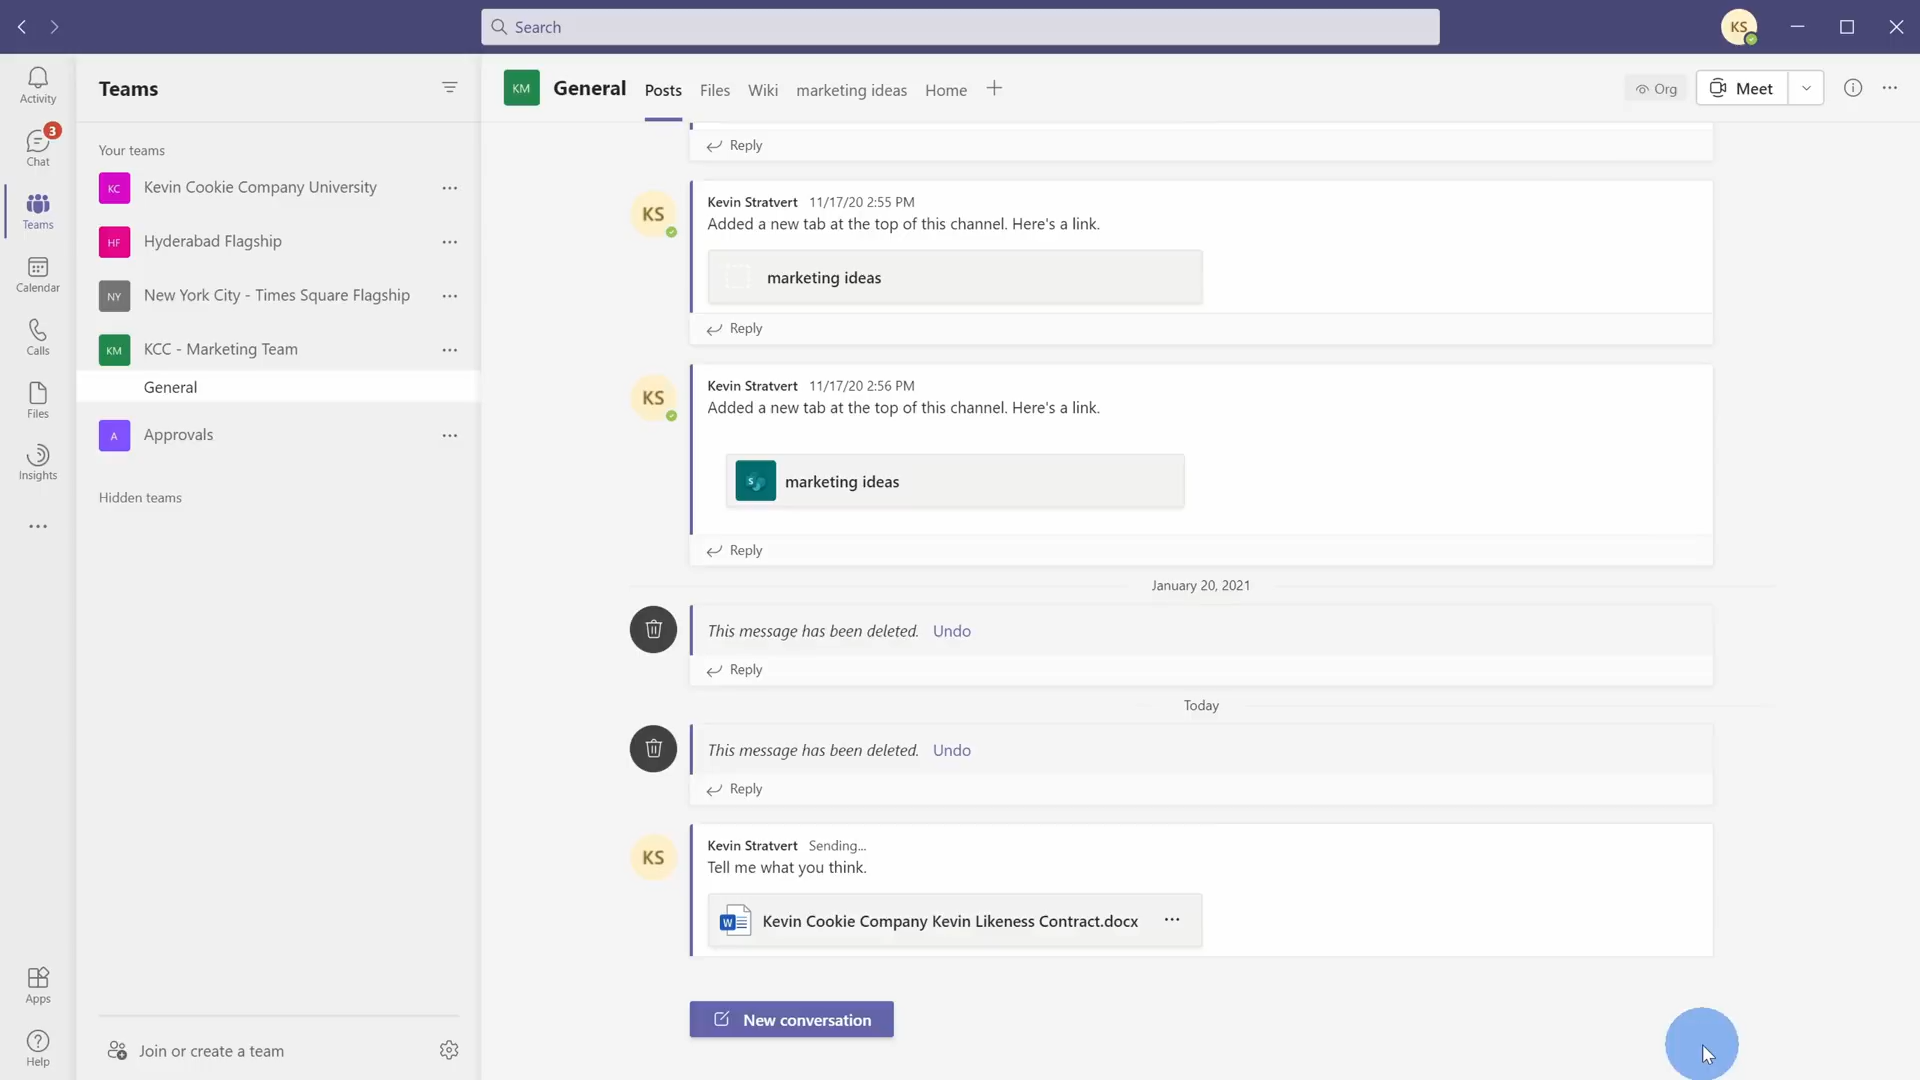 Search
KS
Activity
3
Chat
Teams
Calendar
Calls
Files
Insights
Apps
Help
Teams
Your teams
KC Kevin Cookie Company University
HF Hyderabad Flagship
NY New York City - Times Square Flagship
KM KCC - Marketing Team
General
A Approvals
Hidden teams
Join or create a team
KM General Posts Files Wiki marketing ideas Home Org Meet
Reply
KS Kevin Stratvert 11/17/20 2:55 PM
Added a new tab at the top of this channel. Here's a link.
marketing ideas
Reply
KS Kevin Stratvert 11/17/20 2:56 PM
Added a new tab at the top of this channel. Here's a link.
S marketing ideas
Reply
January 20, 2021
This message has been deleted. Undo
Reply
Today
This message has been deleted. Undo
Reply
KS Kevin Stratvert Sending...
Tell me what you think.
W Kevin Cookie Company Kevin Likeness Contract.docx
New conversation